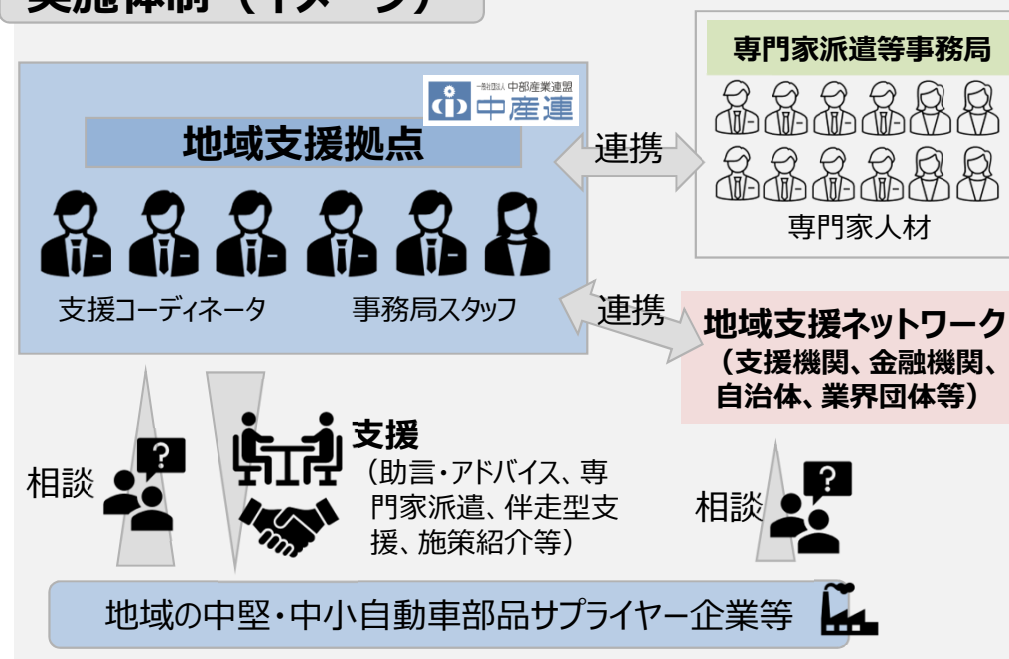 実施体制(イメージ)
専門家派遣等事務局
一般社団法人 中部産業連盟
中産連
地域支援拠点
連携
専門家人材
支援コーディネータ
事務局スタッフ
連携
地域支援ネットワーク
(支援機関、金融機関、
自治体、業界団体等)
相談
?
支援
(助言・アドバイス、専
門家派遣、伴走型支
援、施策紹介等)
相談
?
地域の中堅・中小自動車部品サプライヤー企業等